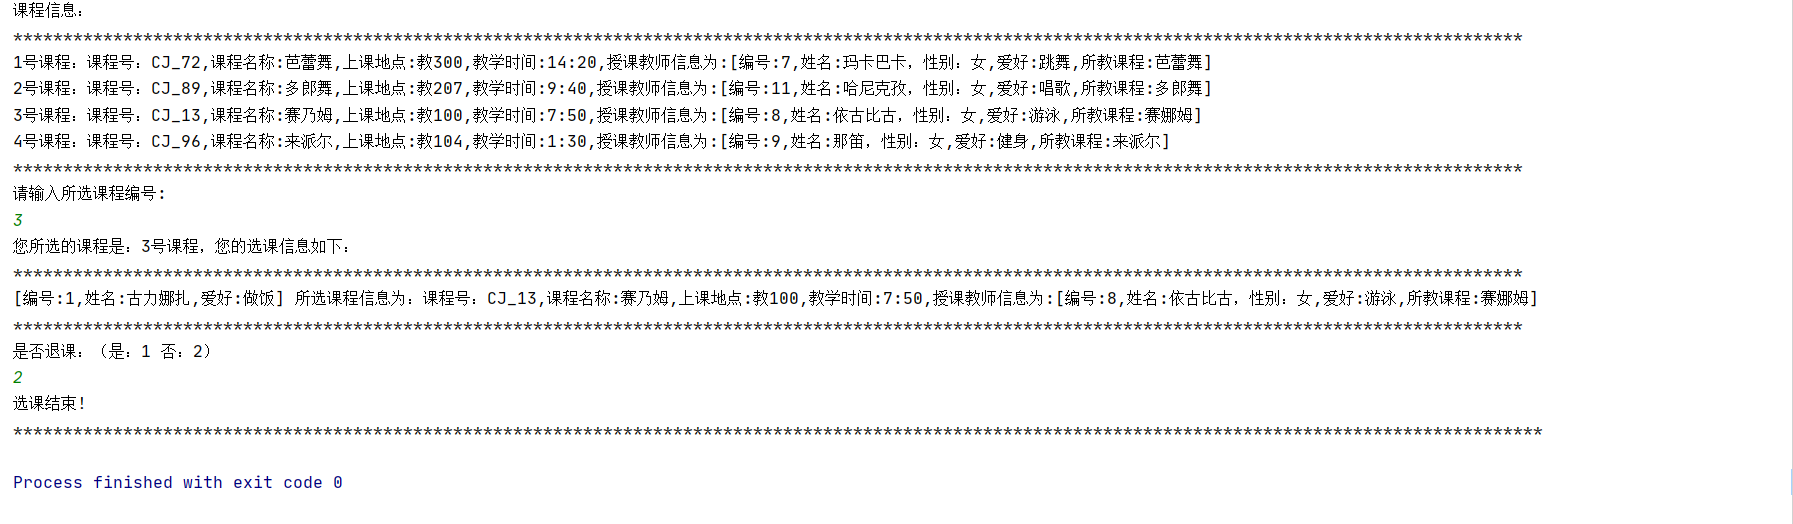 课程信息：
*******************************************************************************************************************************************************
1号课程：课程号：CJ_72,课程名称:芭蕾舞,上课地点:教300,教学时间:14:20,授课教师信息为:[编号:7,姓名:玛卡巴卡，性别：女,爱好:跳舞,所教课程:芭蕾舞]
2号课程：课程号：CJ_89,课程名称:多郎舞,上课地点:教207,教学时间:9:40,授课教师信息为:[编号:11,姓名:哈尼克孜，性别：女,爱好:唱歌,所教课程:多郎舞]
3号课程：课程号：CJ_13,课程名称:赛乃姆,上课地点:教100,教学时间:7:50,授课教师信息为:[编号:8,姓名:依古比古，性别：女,爱好:游泳,所教课程:赛娜姆]
4号课程：课程号：CJ_96,课程名称:来派尔,上课地点:教104,教学时间:1:30,授课教师信息为:[编号:9,姓名:那笛，性别：女,爱好:健身,所教课程:来派尔]
*******************************************************************************************************************************************************
请输入所选课程编号:
3
您所选的课程是：3号课程，您的选课信息如下：
*******************************************************************************************************************************************************
[编号:1,姓名:古力娜扎,爱好:做饭] 所选课程信息为：课程号：CJ_13,课程名称:赛乃姆,上课地点:教100,教学时间:7:50,授课教师信息为:[编号:8,姓名:依古比古，性别：女,爱好:游泳,所教课程:赛娜姆]
*******************************************************************************************************************************************************
是否退课：（是：1 否：2）
2
选课结束!
*********************************************************************************************************************************************************
Process finished with exit code 0